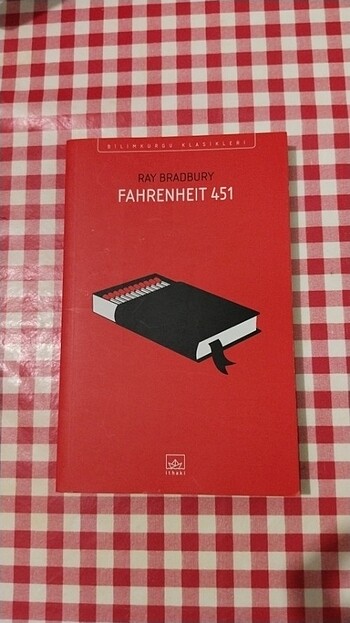 BİLİMKURGU KLASİKLERİ
RAY BRADBURY
FAHRENHEIT 451
ithaki